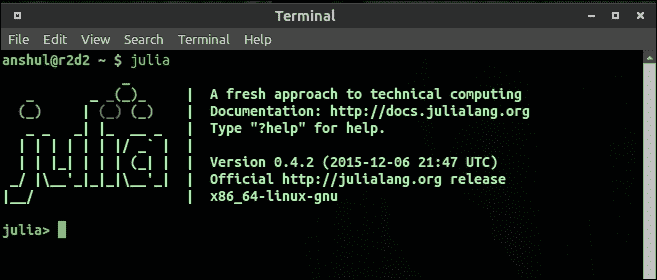 Terminal
File Edit View Search Terminal Help
anshul@r2d2 ~ $ julia
A fresh approach to technical computing
Documentation: http://docs.julialang.org
Type "?help" for help.
julia
Version 0.4.2 (2015-12-06 21:47 UTC)
Official http://julialang.org release
x86_64-linux-gnu
julia>